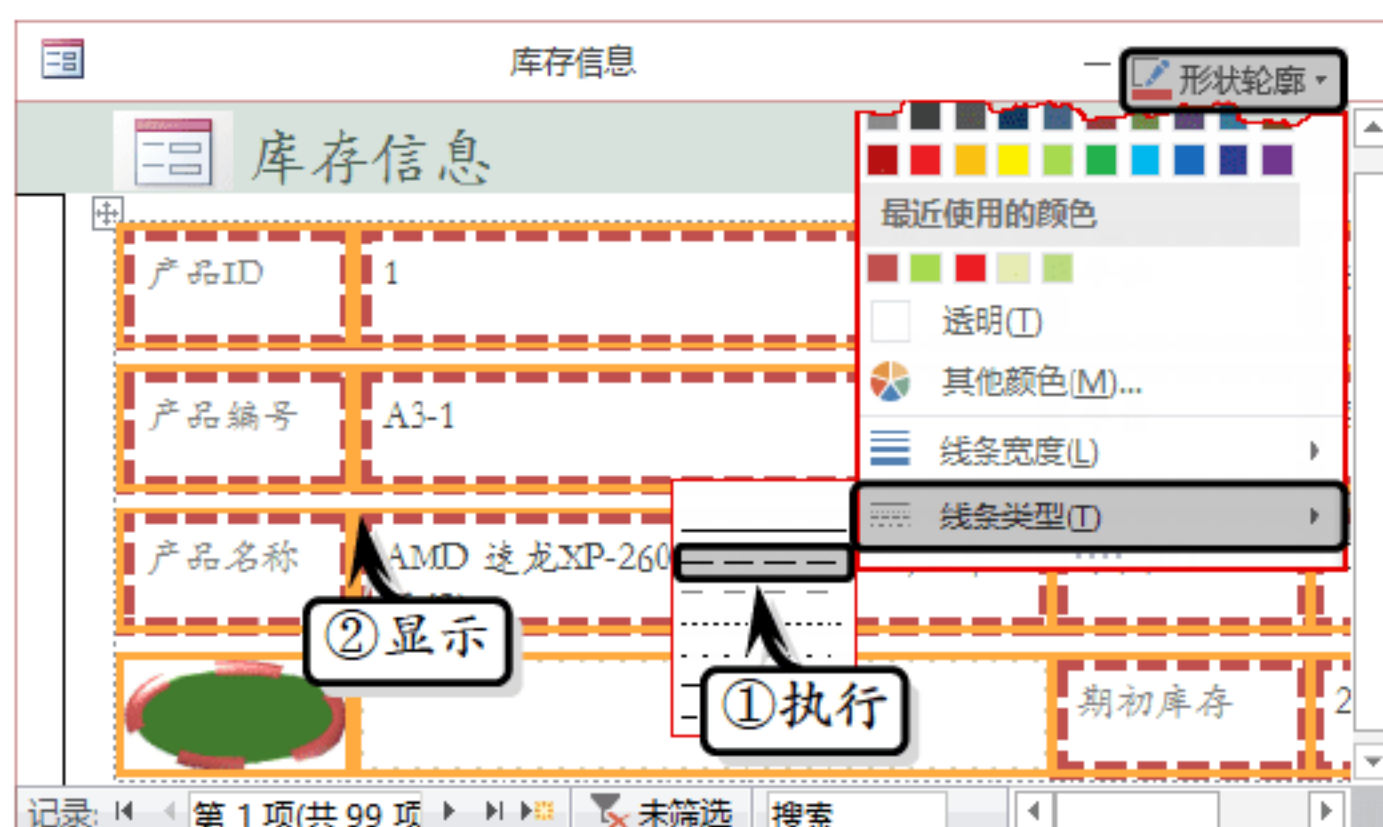 库存信息
形状轮廓
库存信息
最近使用的颜色
产品ID
1
透明(T)
其他颜色(M)...
产品编号
A3-1
线条宽度(L)
线条类型(T)
产品名称
AMD 速龙XP-260
②显示
①执行
期初库存
2
记录:
第 1 项(共 99 项
未筛选
搜索